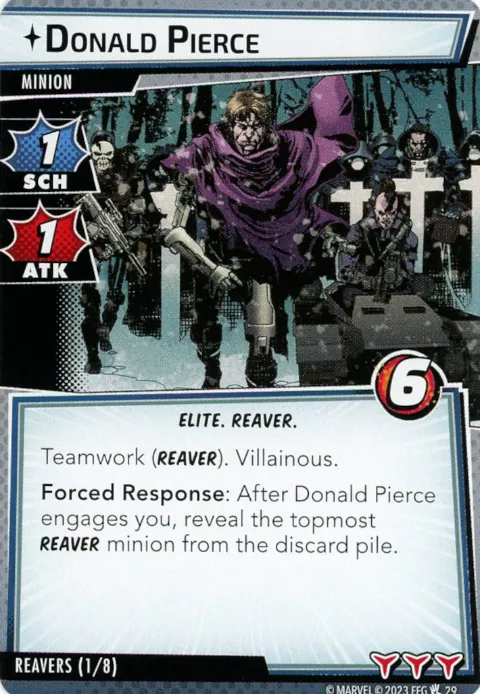 DONALD PIERCE
MINION
1
SCH
1
ATK
6
ELITE. REAVER.
Teamwork (REAVER). Villainous.
Forced Response: After Donald Pierce
engages you, reveal the topmost
REAVER minion from the discard pile.
REAVERS (1/8)
© MARVEL © 2023 FFG 29